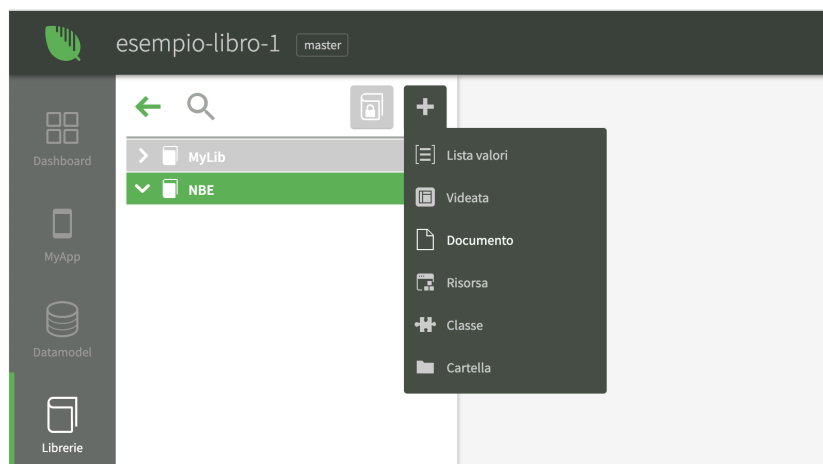 esempio-libro-1 master
Dashboard
MyApp
Datamodel
Librerie
MyLib
NBE
Lista valori
Videata
Documento
Risorsa
Classe
Cartella